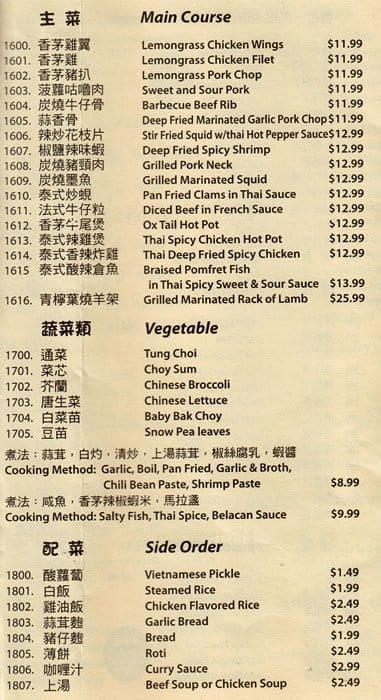 主菜 Main Course
1600. 香茅雞翼 Lemongrass Chicken Wings $11.99
1601. 香茅雞 Lemongrass Chicken Filet $11.99
1602. 香茅豬扒 Lemongrass Pork Chop $11.99
1603. 菠蘿咕嚕肉 Sweet and Sour Pork $11.99
1604. 炭燒牛仔骨 Barbecue Beef Rib $11.99
1605. 蒜香骨 Deep Fried Marinated Garlic Pork Chop $11.99
1606. 辣炒花枝片 Stir Fried Squid w/thai Hot Pepper Sauce $12.99
1607. 椒鹽辣味蝦 Deep Fried Spicy Shrimp $12.99
1608. 炭燒豬頸肉 Grilled Pork Neck $12.99
1609. 炭燒墨魚 Grilled Marinated Squid $12.99
1610. 泰式炒蜆 Pan Fried Clams in Thai Sauce $12.99
1611. 法式牛仔粒 Diced Beef in French Sauce $12.99
1612. 香茅牛尾煲 Ox Tail Hot Pot $12.99
1613. 泰式辣雞煲 Thai Spicy Chicken Hot Pot $12.99
1614. 泰式香辣炸雞 Thai Deep Fried Spicy Chicken $12.99
1615 泰式酸辣倉魚 Braised Pomfret Fish
in Thai Spicy Sweet & Sour Sauce $13.99
1616. 青檸葉燒羊架 Grilled Marinated Rack of Lamb $25.99
蔬菜類 Vegetable
1700. 通菜 Tung Choi
1701. 菜芯 Choy Sum
1702. 芥蘭 Chinese Broccoli
1703. 唐生菜 Chinese Lettuce
1704. 白菜苗 Baby Bak Choy
1705. 豆苗 Snow Pea leaves
煮法：蒜茸，白灼，清炒，上湯蒜茸，椒絲腐乳，蝦醬
Cooking Method: Garlic, Boil, Pan Fried, Garlic & Broth,
Chili Bean Paste, Shrimp Paste $8.99
煮法：咸魚，香茅辣椒蝦米，馬拉盞
Cooking Method: Salty Fish, Thai Spice, Belacan Sauce $9.99
配菜 Side Order
1800. 酸蘿蔔 Vietnamese Pickle $1.49
1801. 白飯 Steamed Rice $1.99
1802. 雞油飯 Chicken Flavored Rice $2.49
1803. 蒜茸麵 Garlic Bread $2.49
1804. 豬仔麵 Bread $1.99
1805. 薄餅 Roti $2.49
1806. 咖喱汁 Curry Sauce $2.99
1807. 上湯 Beef Soup or Chicken Soup $2.49